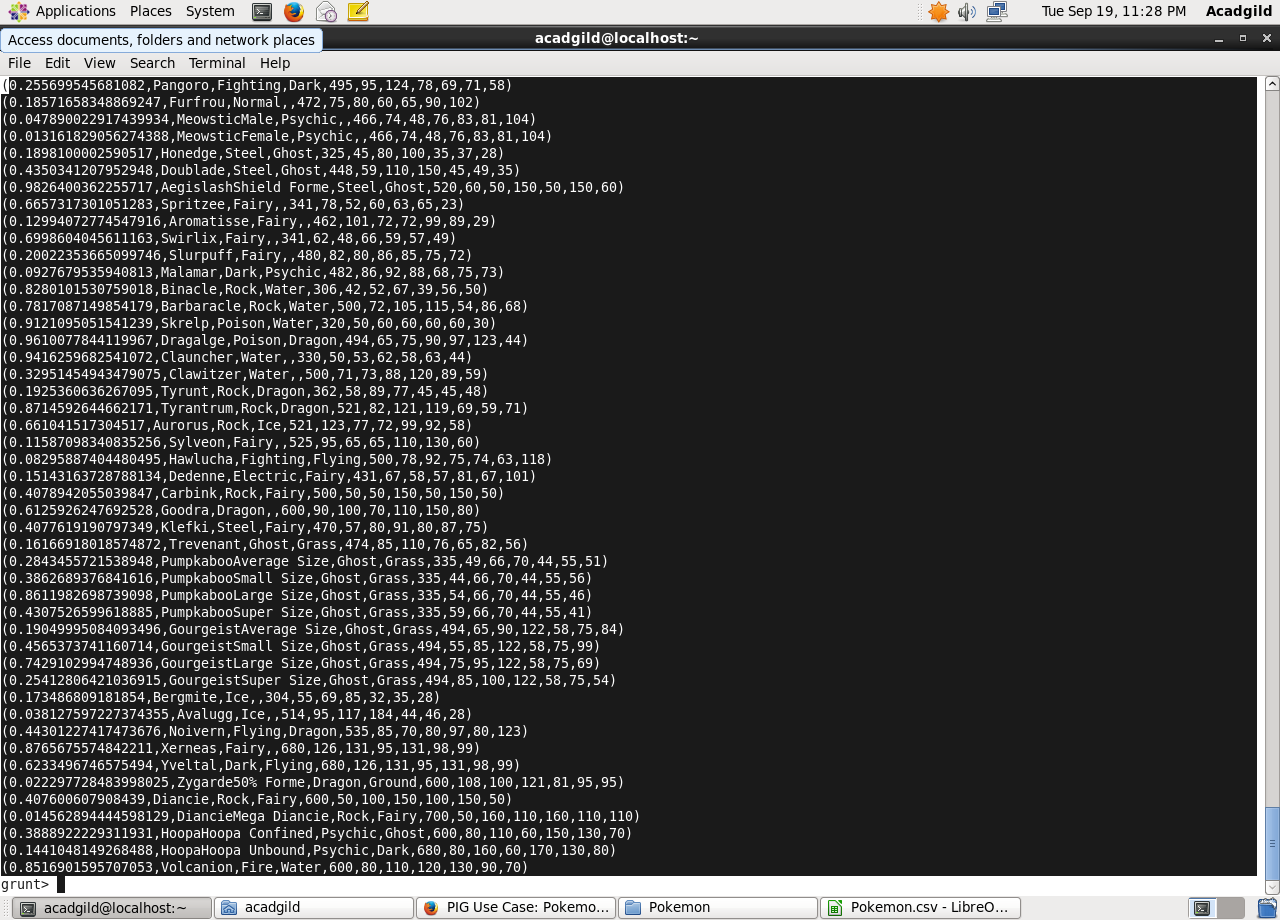 Applications Places System Tue Sep 19, 11:28 PM Acadgild
Access documents, folders and network places
acadgild@localhost:~
File Edit View Search Terminal Help
(0.255699545681082,Pangoro,Fighting,Dark,495,95,124,78,69,71,58)
(0.18571658348869247,Furfrou,Normal,,472,75,80,60,65,90,102)
(0.047890022917439934,MeowsticMale,Psychic,,466,74,48,76,83,81,104)
(0.013161829056274388,MeowsticFemale,Psychic,,466,74,48,76,83,81,104)
(0.1898100002590517,Honedge,Steel,Ghost,325,45,80,100,35,37,28)
(0.4350341207952948,Doublade,Steel,Ghost,448,59,110,150,45,49,35)
(0.9826400362255717,AegislashShield Forme,Steel,Ghost,520,60,50,150,50,150,60)
(0.6657317301051283,Spritzee,Fairy,,341,78,52,60,63,65,23)
(0.12994072774547916,Aromatisse,Fairy,,462,101,72,72,99,89,29)
(0.6998604045611163,Swirlix,Fairy,,341,62,48,66,59,57,49)
(0.20022353665099746,Slurpuff,Fairy,,480,82,80,86,85,75,72)
(0.0927679535940813,Malamar,Dark,Psychic,482,86,92,88,68,75,73)
(0.8280101530759018,Binacle,Rock,Water,306,42,52,67,39,56,50)
(0.7817087149854179,Barbaracle,Rock,Water,500,72,105,115,54,86,68)
(0.9121095051541239,Skrelp,Poison,Water,320,50,60,60,60,60,30)
(0.9610077844119967,Dragalge,Poison,Dragon,494,65,75,90,97,123,44)
(0.9416259682541072,Clauncher,Water,,330,50,53,62,58,63,44)
(0.32951454943479075,Clawitzer,Water,,500,71,73,88,120,89,59)
(0.1925360636267095,Tyrunt,Rock,Dragon,362,58,89,77,45,45,48)
(0.8714592644662171,Tyrantrum,Rock,Dragon,521,82,121,119,69,59,71)
(0.661041517304517,Aurorus,Rock,Ice,521,123,77,72,99,92,58)
(0.11587098340835256,Sylveon,Fairy,,525,95,65,65,110,130,60)
(0.08295887404480495,Hawlucha,Fighting,Flying,500,78,92,75,74,63,118)
(0.15143163728788134,Dedenne,Electric,Fairy,431,67,58,57,81,67,101)
(0.4078942055039847,Carbink,Rock,Fairy,500,50,50,150,50,150,50)
(0.6125926247692528,Goodra,Dragon,,600,90,100,70,110,150,80)
(0.4077619190797349,Klefki,Steel,Fairy,470,57,80,91,80,87,75)
(0.16166918018574872,Trevenant,Ghost,Grass,474,85,110,76,65,82,56)
(0.2843455721538948,PumpkabooAverage Size,Ghost,Grass,335,49,66,70,44,55,51)
(0.3862689376841616,PumpkabooSmall Size,Ghost,Grass,335,44,66,70,44,55,56)
(0.8611982698739098,PumpkabooLarge Size,Ghost,Grass,335,54,66,70,44,55,46)
(0.4307526599618885,PumpkabooSuper Size,Ghost,Grass,335,59,66,70,44,55,41)
(0.19049995084093496,GourgeistAverage Size,Ghost,Grass,494,65,90,122,58,75,84)
(0.4565373741160714,GourgeistSmall Size,Ghost,Grass,494,55,85,122,58,75,99)
(0.7429102994748936,GourgeistLarge Size,Ghost,Grass,494,75,95,122,58,75,69)
(0.25412806421036915,GourgeistSuper Size,Ghost,Grass,494,85,100,122,58,75,54)
(0.173486809181854,Bergmite,Ice,,304,55,69,85,32,35,28)
(0.038127597227374355,Avalugg,Ice,,514,95,117,184,44,46,28)
(0.44301227417473676,Noivern,Flying,Dragon,535,85,70,80,97,80,123)
(0.8765675574842211,Xerneas,Fairy,,680,126,131,95,131,98,99)
(0.6233496746575494,Yveltal,Dark,Flying,680,126,131,95,131,98,99)
(0.022297728483998025,Zygarde50% Forme,Dragon,Ground,600,108,100,121,81,95,95)
(0.407600607908439,Diancie,Rock,Fairy,600,50,100,150,100,150,50)
(0.014562894444598129,DiancieMega Diancie,Rock,Fairy,700,50,160,110,160,110,110)
(0.3888922229311931,HoopaHoopa Confined,Psychic,Ghost,600,80,110,60,150,130,70)
(0.1441048149268488,HoopaHoopa Unbound,Psychic,Dark,680,80,160,60,170,130,80)
(0.8516901595707053,Volcanion,Fire,Water,600,80,110,120,130,90,70)
grunt>
acadgild@localhost:~ acadgild PIG Use Case: Pokemo... Pokemon Pokemon.csv - LibreO...